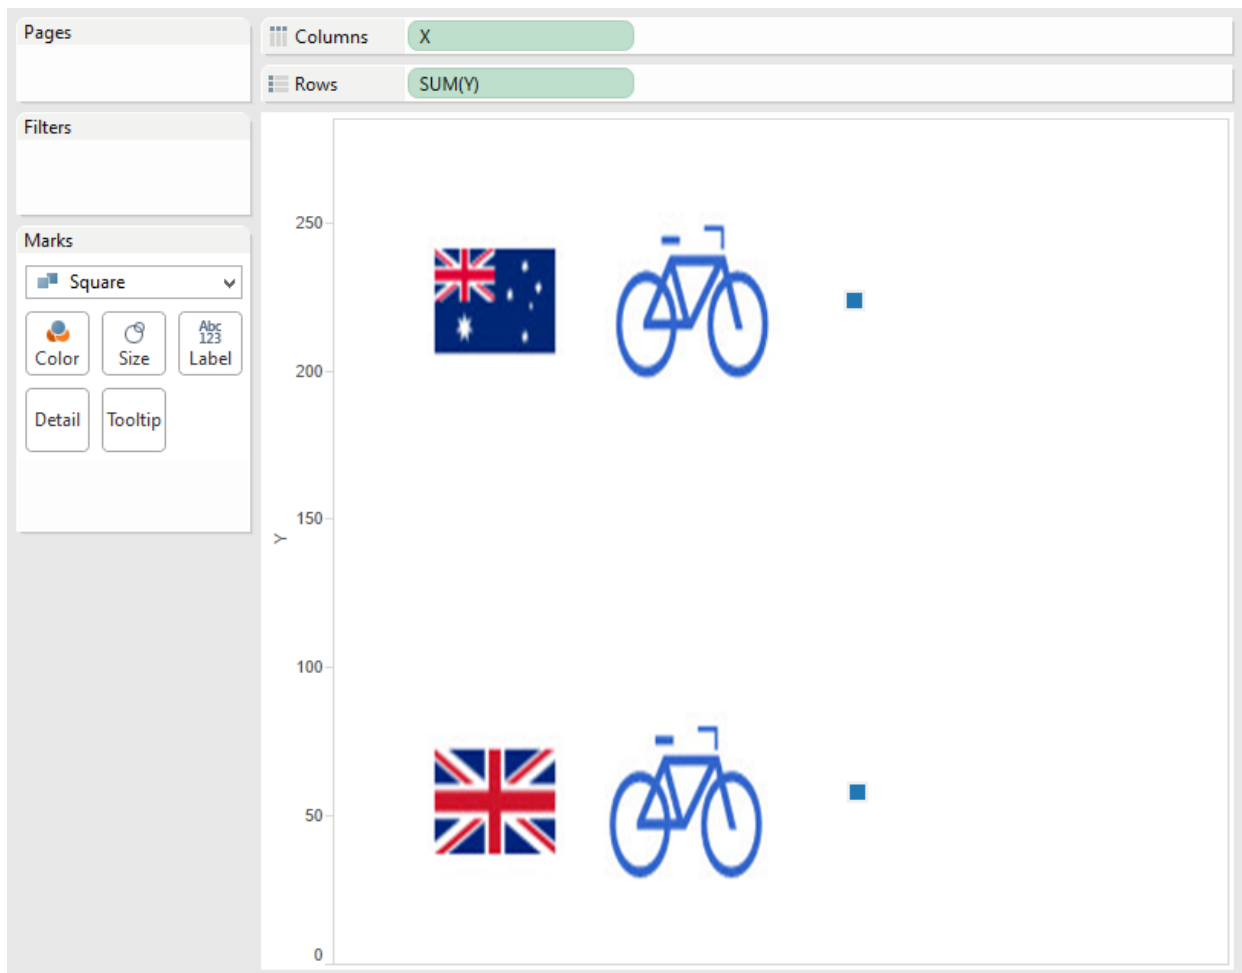 Pages
Columns X
Rows SUM(Y)
Filters
Marks
Square
Color
Size
Abc
123
Label
Detail
Tooltip
250
200
150
Y
100
50
0